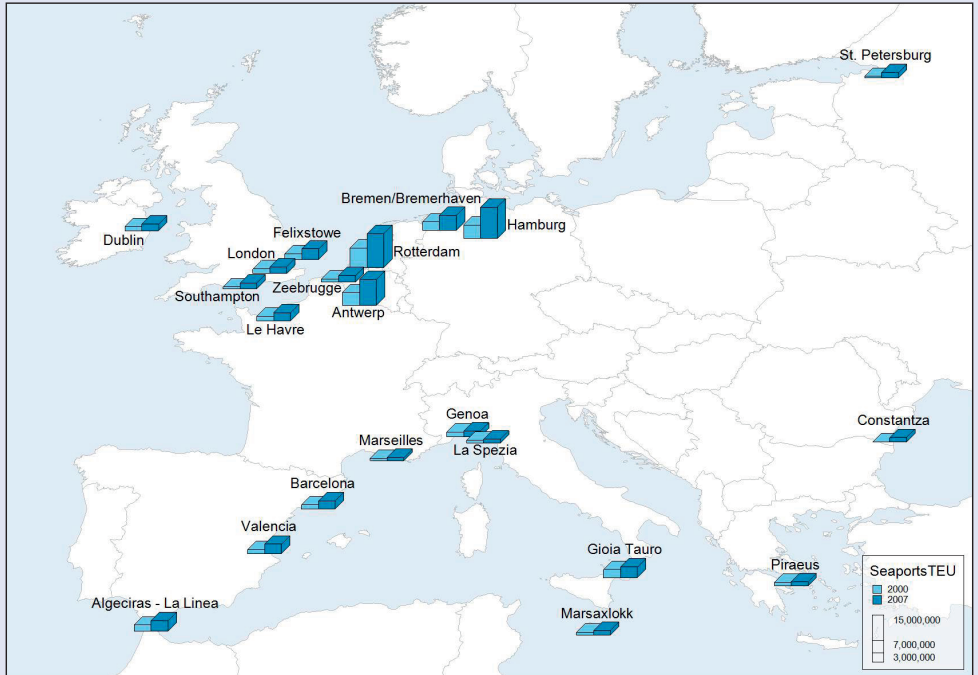 St. Petersburg
Bremen/Bremerhaven
Hamburg
Dublin
Felixstowe
Rotterdam
London
Zeebrugge
Southampton
Antwerp
Le Havre
Genoa
Constantza
Marseilles
La Spezia
Barcelona
Valencia
Gioia Tauro
Piraeus
Algeciras - La Linea
Marsaxlokk
SeaportsTEU
2000
2007
15,000,000
7,000,000
3,000,000